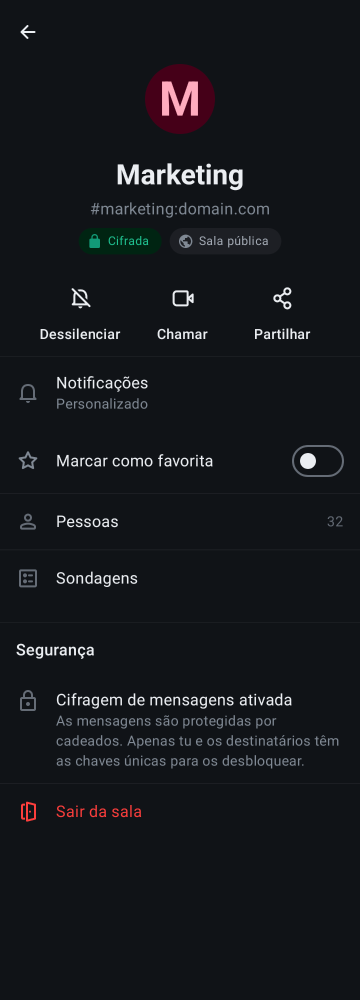 M
Marketing
#marketing:domain.com
Cifrada
Sala pública
Dessilenciar
Chamar
Partilhar
Notificações
Personalizado
Marcar como favorita
Pessoas
32
Sondagens
Segurança
Cifragem de mensagens ativada
As mensagens são protegidas por
cadeados. Apenas tu e os destinatários têm
as chaves únicas para os desbloquear.
Sair da sala